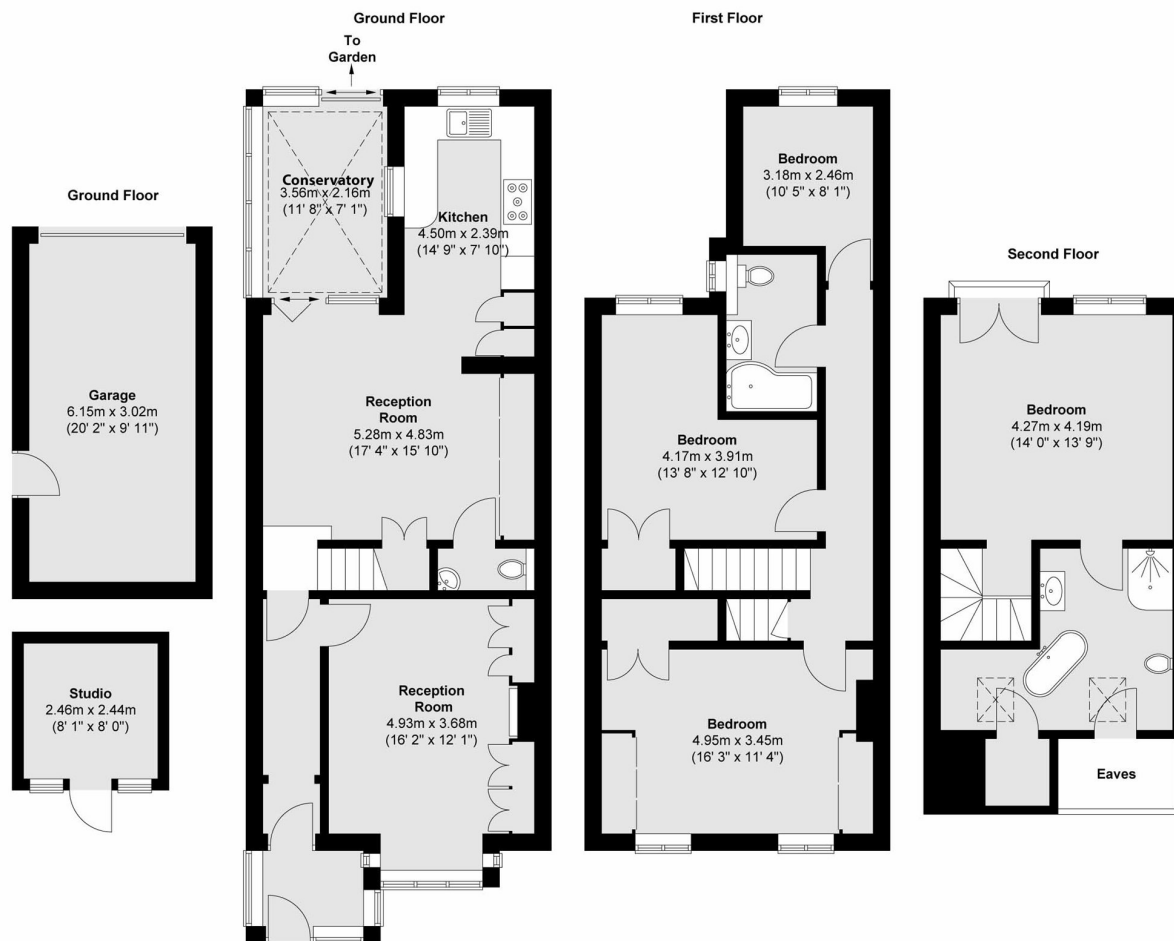 Ground Floor
First Floor
To
Garden
Conservatory
3.56m x 2.16m
(11' 8" x 7' 1")
Kitchen
4.50m x 2.39m
(14' 9" x 7' 10")
Bedroom
3.18m x 2.46m
(10' 5" x 8' 1")
Ground Floor
Second Floor
Garage
6.15m x 3.02m
(20' 2" x 9' 11")
Reception
Room
5.28m x 4.83m
(17' 4" x 15' 10")
Bedroom
4.17m x 3.91m
(13' 8" x 12' 10")
Bedroom
4.27m x 4.19m
(14' 0" x 13' 9")
Studio
2.46m x 2.44m
(8' 1" x 8' 0")
Reception
Room
4.93m x 3.68m
(16' 2" x 12' 1")
Bedroom
4.95m x 3.45m
(16' 3" x 11' 4")
Eaves